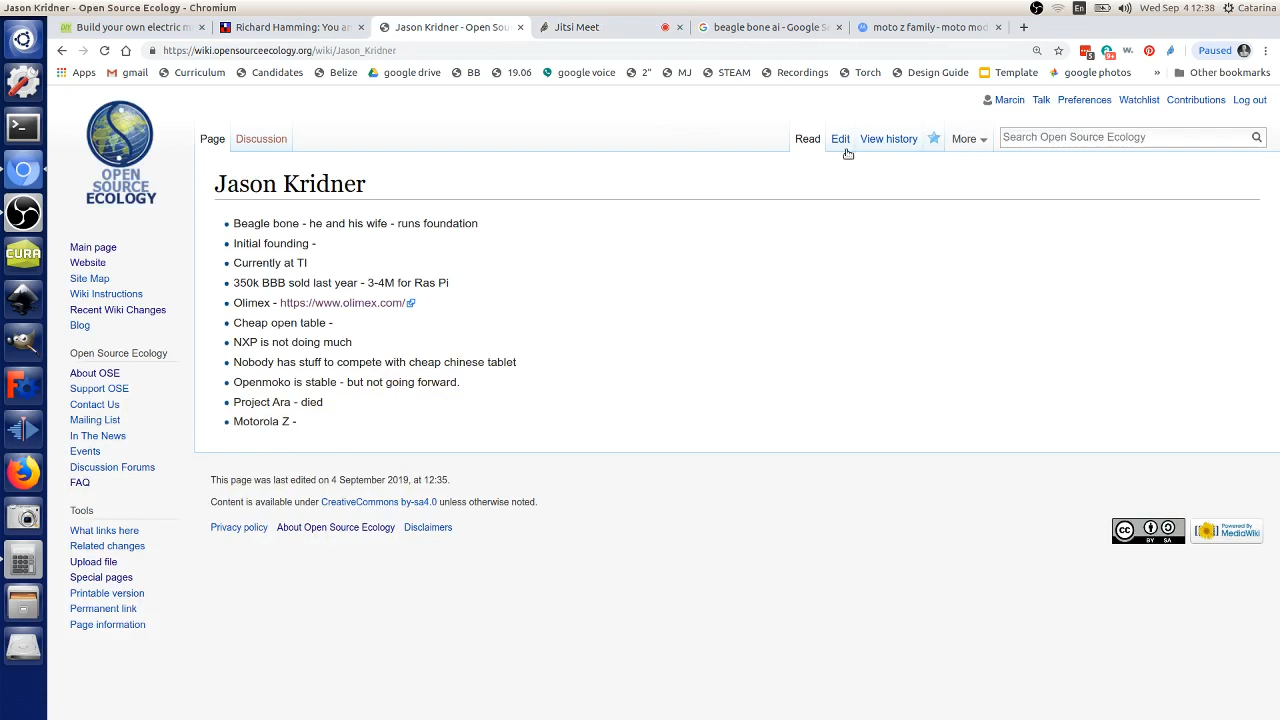 Jason Kridner - Open Source Ecology - Chromium
En
Wed Sep 4 12:38
Catarina
Build your own electric m
Richard Hamming: You an
Jason Kridner - Open Sou
Jitsi Meet
beagle bone ai - Google Se
moto z family - moto mod
https://wiki.opensourceecology.org/wiki/Jason_Kridner
Paused
Apps
gmail
Curriculum
Candidates
Belize
google drive
BB
19.06
google voice
2"
MJ
STEAM
Recordings
Torch
Design Guide
Template
google photos
»
Other bookmarks
Marcin
Talk
Preferences
Watchlist
Contributions
Log out
Page
Discussion
Read
Edit
View history
More
Search Open Source Ecology
OPEN
SOURCE
ECOLOGY
Main page
Website
Site Map
Wiki Instructions
Recent Wiki Changes
Blog
Open Source Ecology
About OSE
Support OSE
Contact Us
Mailing List
In The News
Events
Discussion Forums
FAQ
Tools
What links here
Related changes
Upload file
Special pages
Printable version
Permanent link
Page information
Jason Kridner
Beagle bone - he and his wife - runs foundation
Initial founding -
Currently at TI
350k BBB sold last year - 3-4M for Ras Pi
Olimex - https://www.olimex.com/
Cheap open table -
NXP is not doing much
Nobody has stuff to compete with cheap chinese tablet
Openmoko is stable - but not going forward.
Project Ara - died
Motorola Z -
This page was last edited on 4 September 2019, at 12:35.
Content is available under CreativeCommons by-sa4.0 unless otherwise noted.
Privacy policy
About Open Source Ecology
Disclaimers
CC
BY SA
Powered By
MediaWiki
CURA